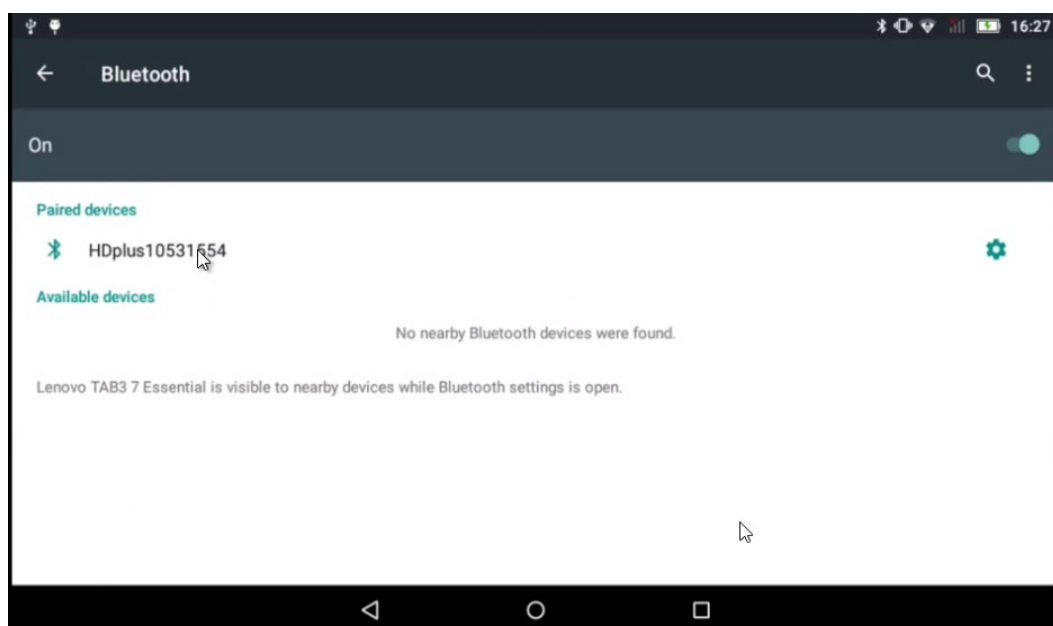 16:27
Bluetooth
On
Paired devices
HDplus10531554
Available devices
No nearby Bluetooth devices were found.
Lenovo TAB3 7 Essential is visible to nearby devices while Bluetooth settings is open.